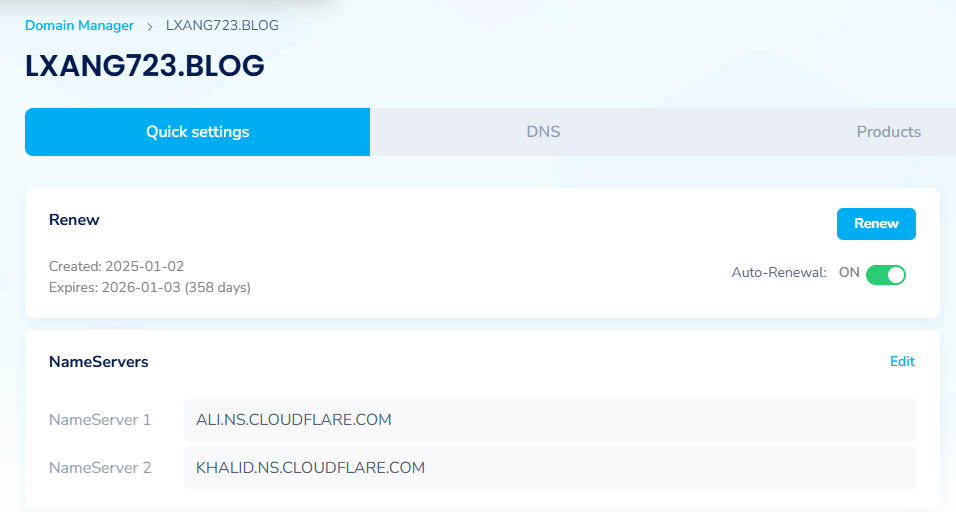 Domain Manager > LXANG723.BLOG
LXANG723.BLOG
Quick settings DNS Products
Renew Renew
Created: 2025-01-02
Auto-Renewal: ON
Expires: 2026-01-03 (358 days)
NameServers Edit
NameServer 1 ALI.NS.CLOUDFLARE.COM
NameServer 2 KHALID.NS.CLOUDFLARE.COM